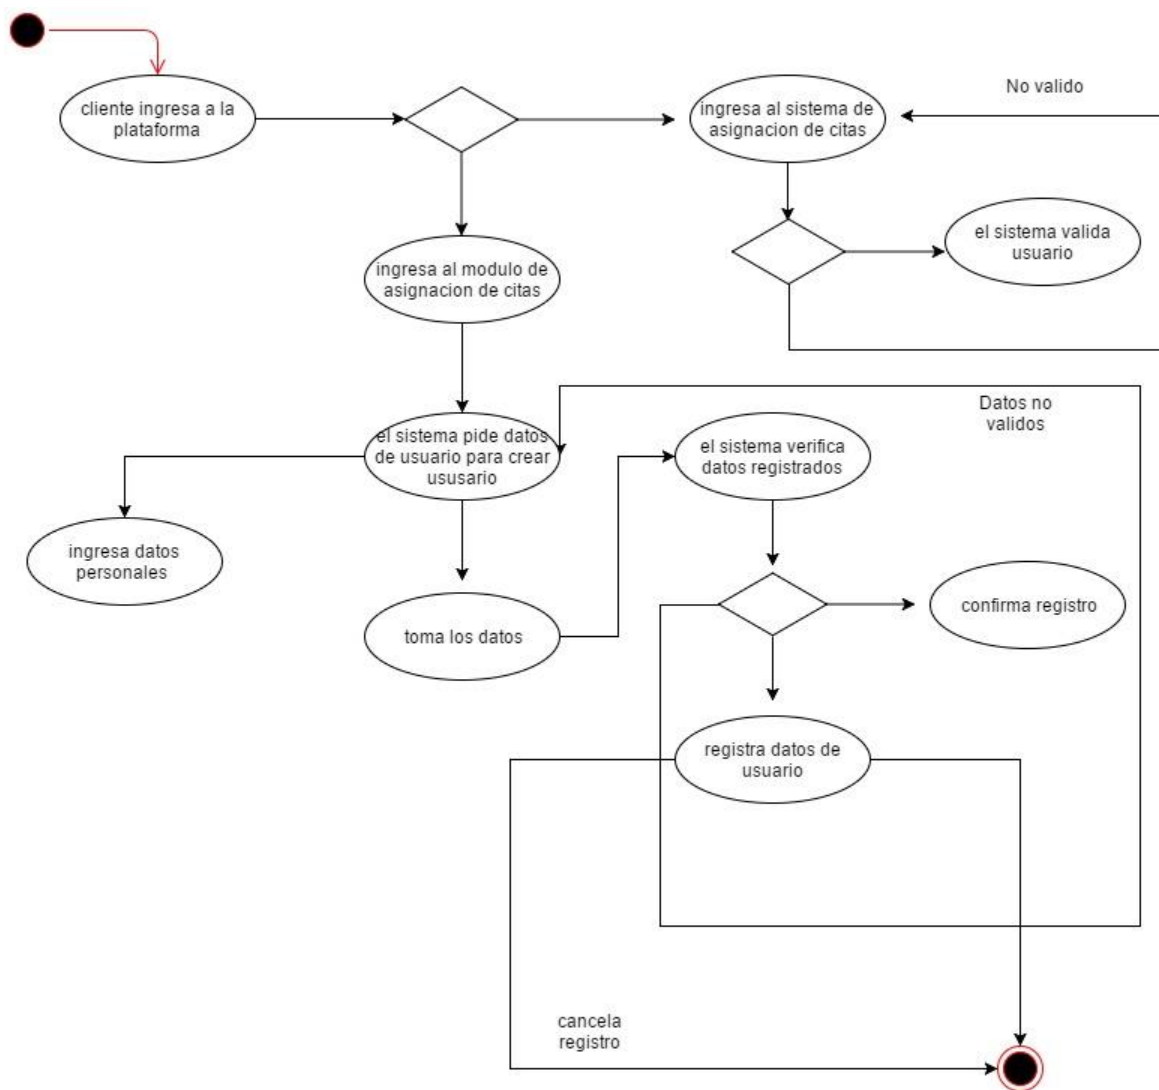 cliente ingresa a la
plataforma
ingresa al sistema de
asignacion de citas
No valido
el sistema valida
usuario
ingresa al modulo de
asignacion de citas
Datos no
validos
el sistema pide datos
de usuario para crear
ususario
el sistema verifica
datos registrados
ingresa datos
personales
toma los datos
confirma registro
registra datos de
usuario
cancela
registro